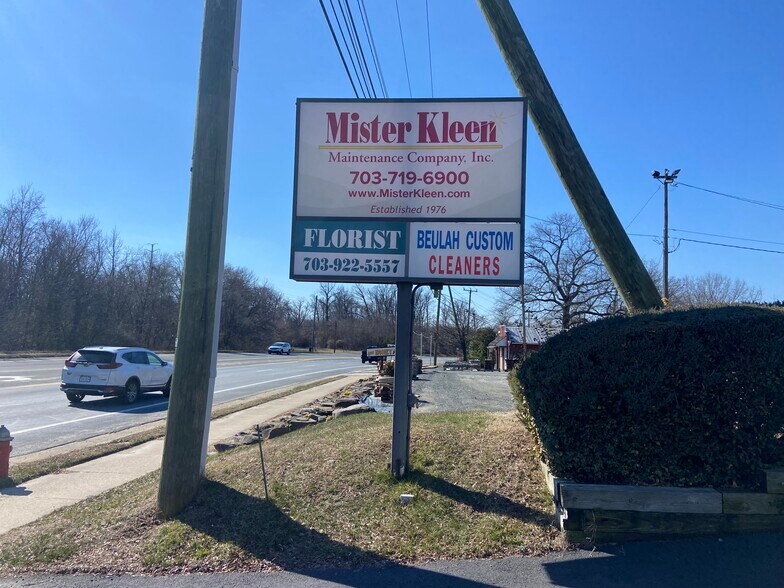 Mister Kleen
Maintenance Company, Inc.
703-719-6900
www.MisterKleen.com
Established 1976
FLORIST
703-922-5557
BEULAH CUSTOM
CLEANERS